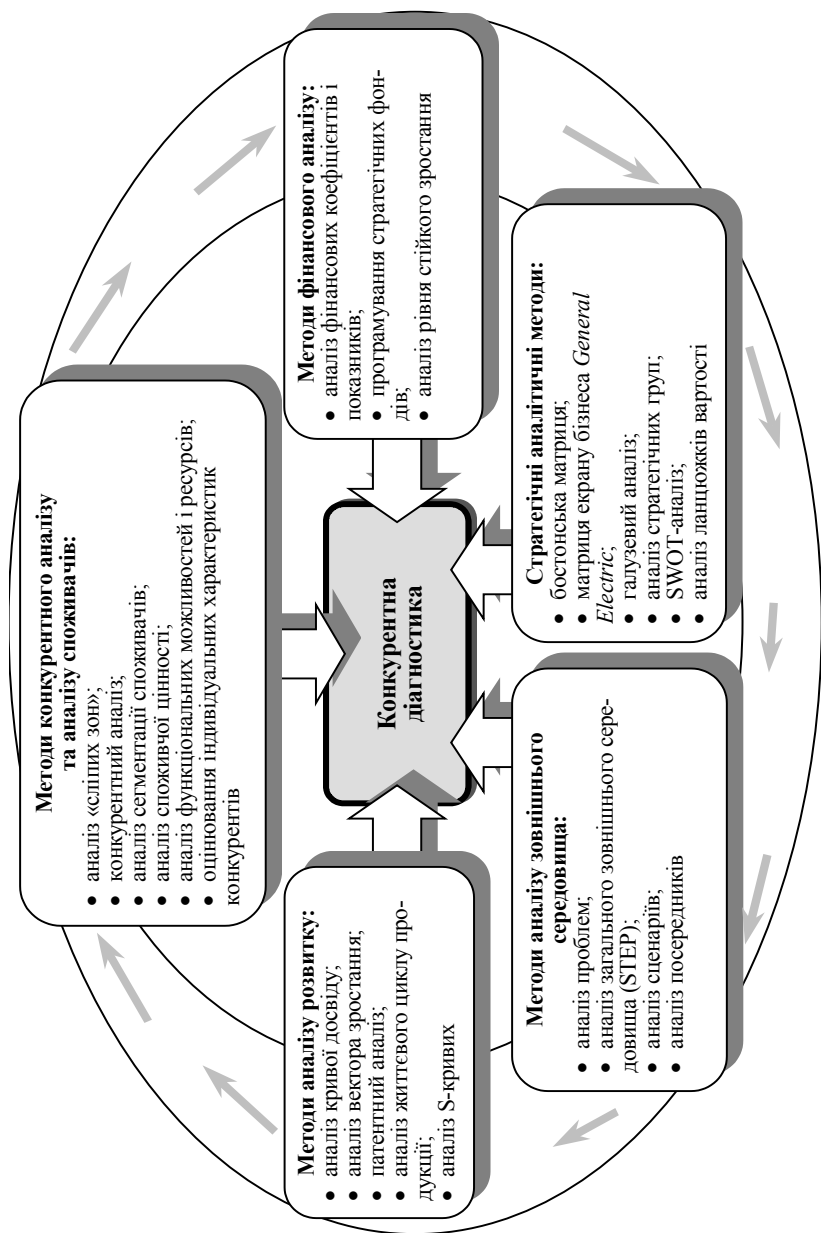 Методи конкурентного аналізу
та аналізу споживачів:
• аналіз «сліпих зон»;
• конкурентний аналіз;
• аналіз сегментації споживачів;
• аналіз споживчої цінності;
• аналіз функціональних можливостей і ресурсів;
• оцінювання індивідуальних характеристик
конкурентів
Методи аналізу розвитку:
• аналіз кривої досвіду;
• аналіз вектора зростання;
• патентний аналіз;
• аналіз життєвого циклу про-
дукції;
• аналіз S-кривих
Конкурентна
діагностика
Методи фінансового аналізу:
• аналіз фінансових коефіцієнтів і
показників;
• програмування стратегічних фон-
дів;
• аналіз рівня стійкого зростання
Методи аналізу зовнішнього
середовища:
• аналіз проблем;
• аналіз загального зовнішнього сере-
довища (STEP);
• аналіз сценаріїв;
• аналіз посередників
Стратегічні аналітичні методи:
• бостонська матриця;
• матриця екрану бізнеса General
Electric;
• галузевий аналіз;
• аналіз стратегічних груп;
• SWOT-аналіз;
• аналіз ланцюжків вартості